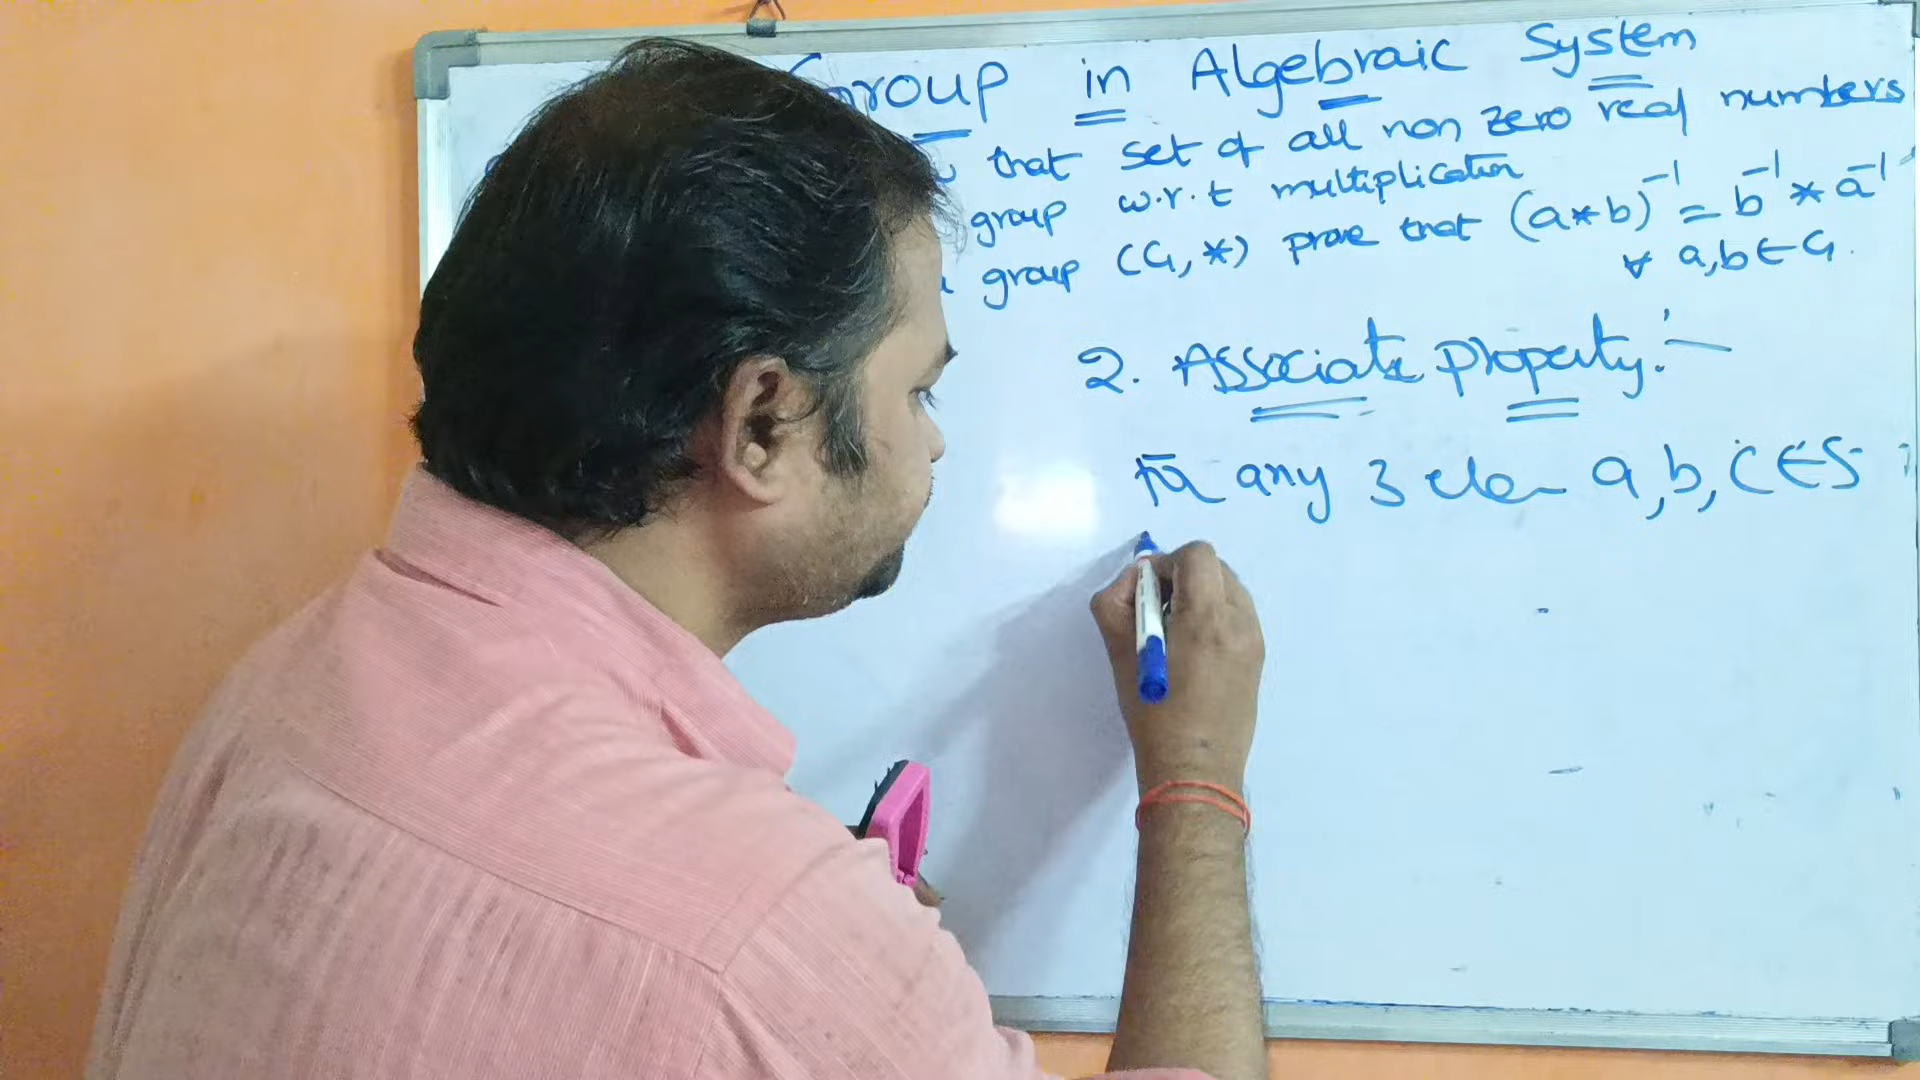 Group in Algebraic System
that set of all non zero real numbers
group w.r.t multiplication
group (G, *) prove that (a*b)⁻¹ = b⁻¹ * a⁻¹
∀ a,b ∈ G.
2. Associate property:-
For any 3 ele a,b, c ∈ S